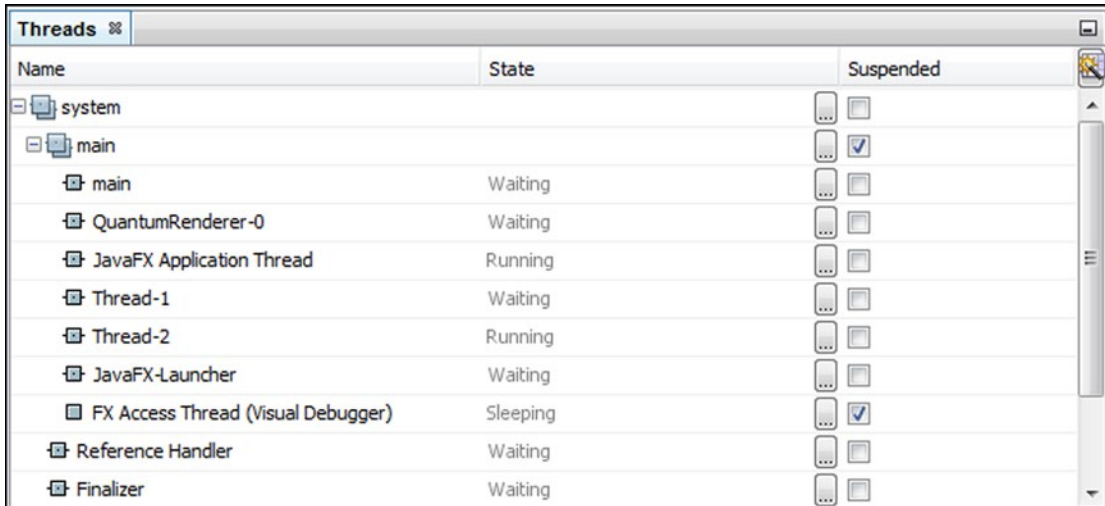 Threads
Name State Suspended
system ...
main ...
main Waiting ...
QuantumRenderer-0 Waiting ...
JavaFX Application Thread Running ...
Thread-1 Waiting ...
Thread-2 Running ...
JavaFX-Launcher Waiting ...
FX Access Thread (Visual Debugger) Sleeping ...
Reference Handler Waiting ...
Finalizer Waiting ...